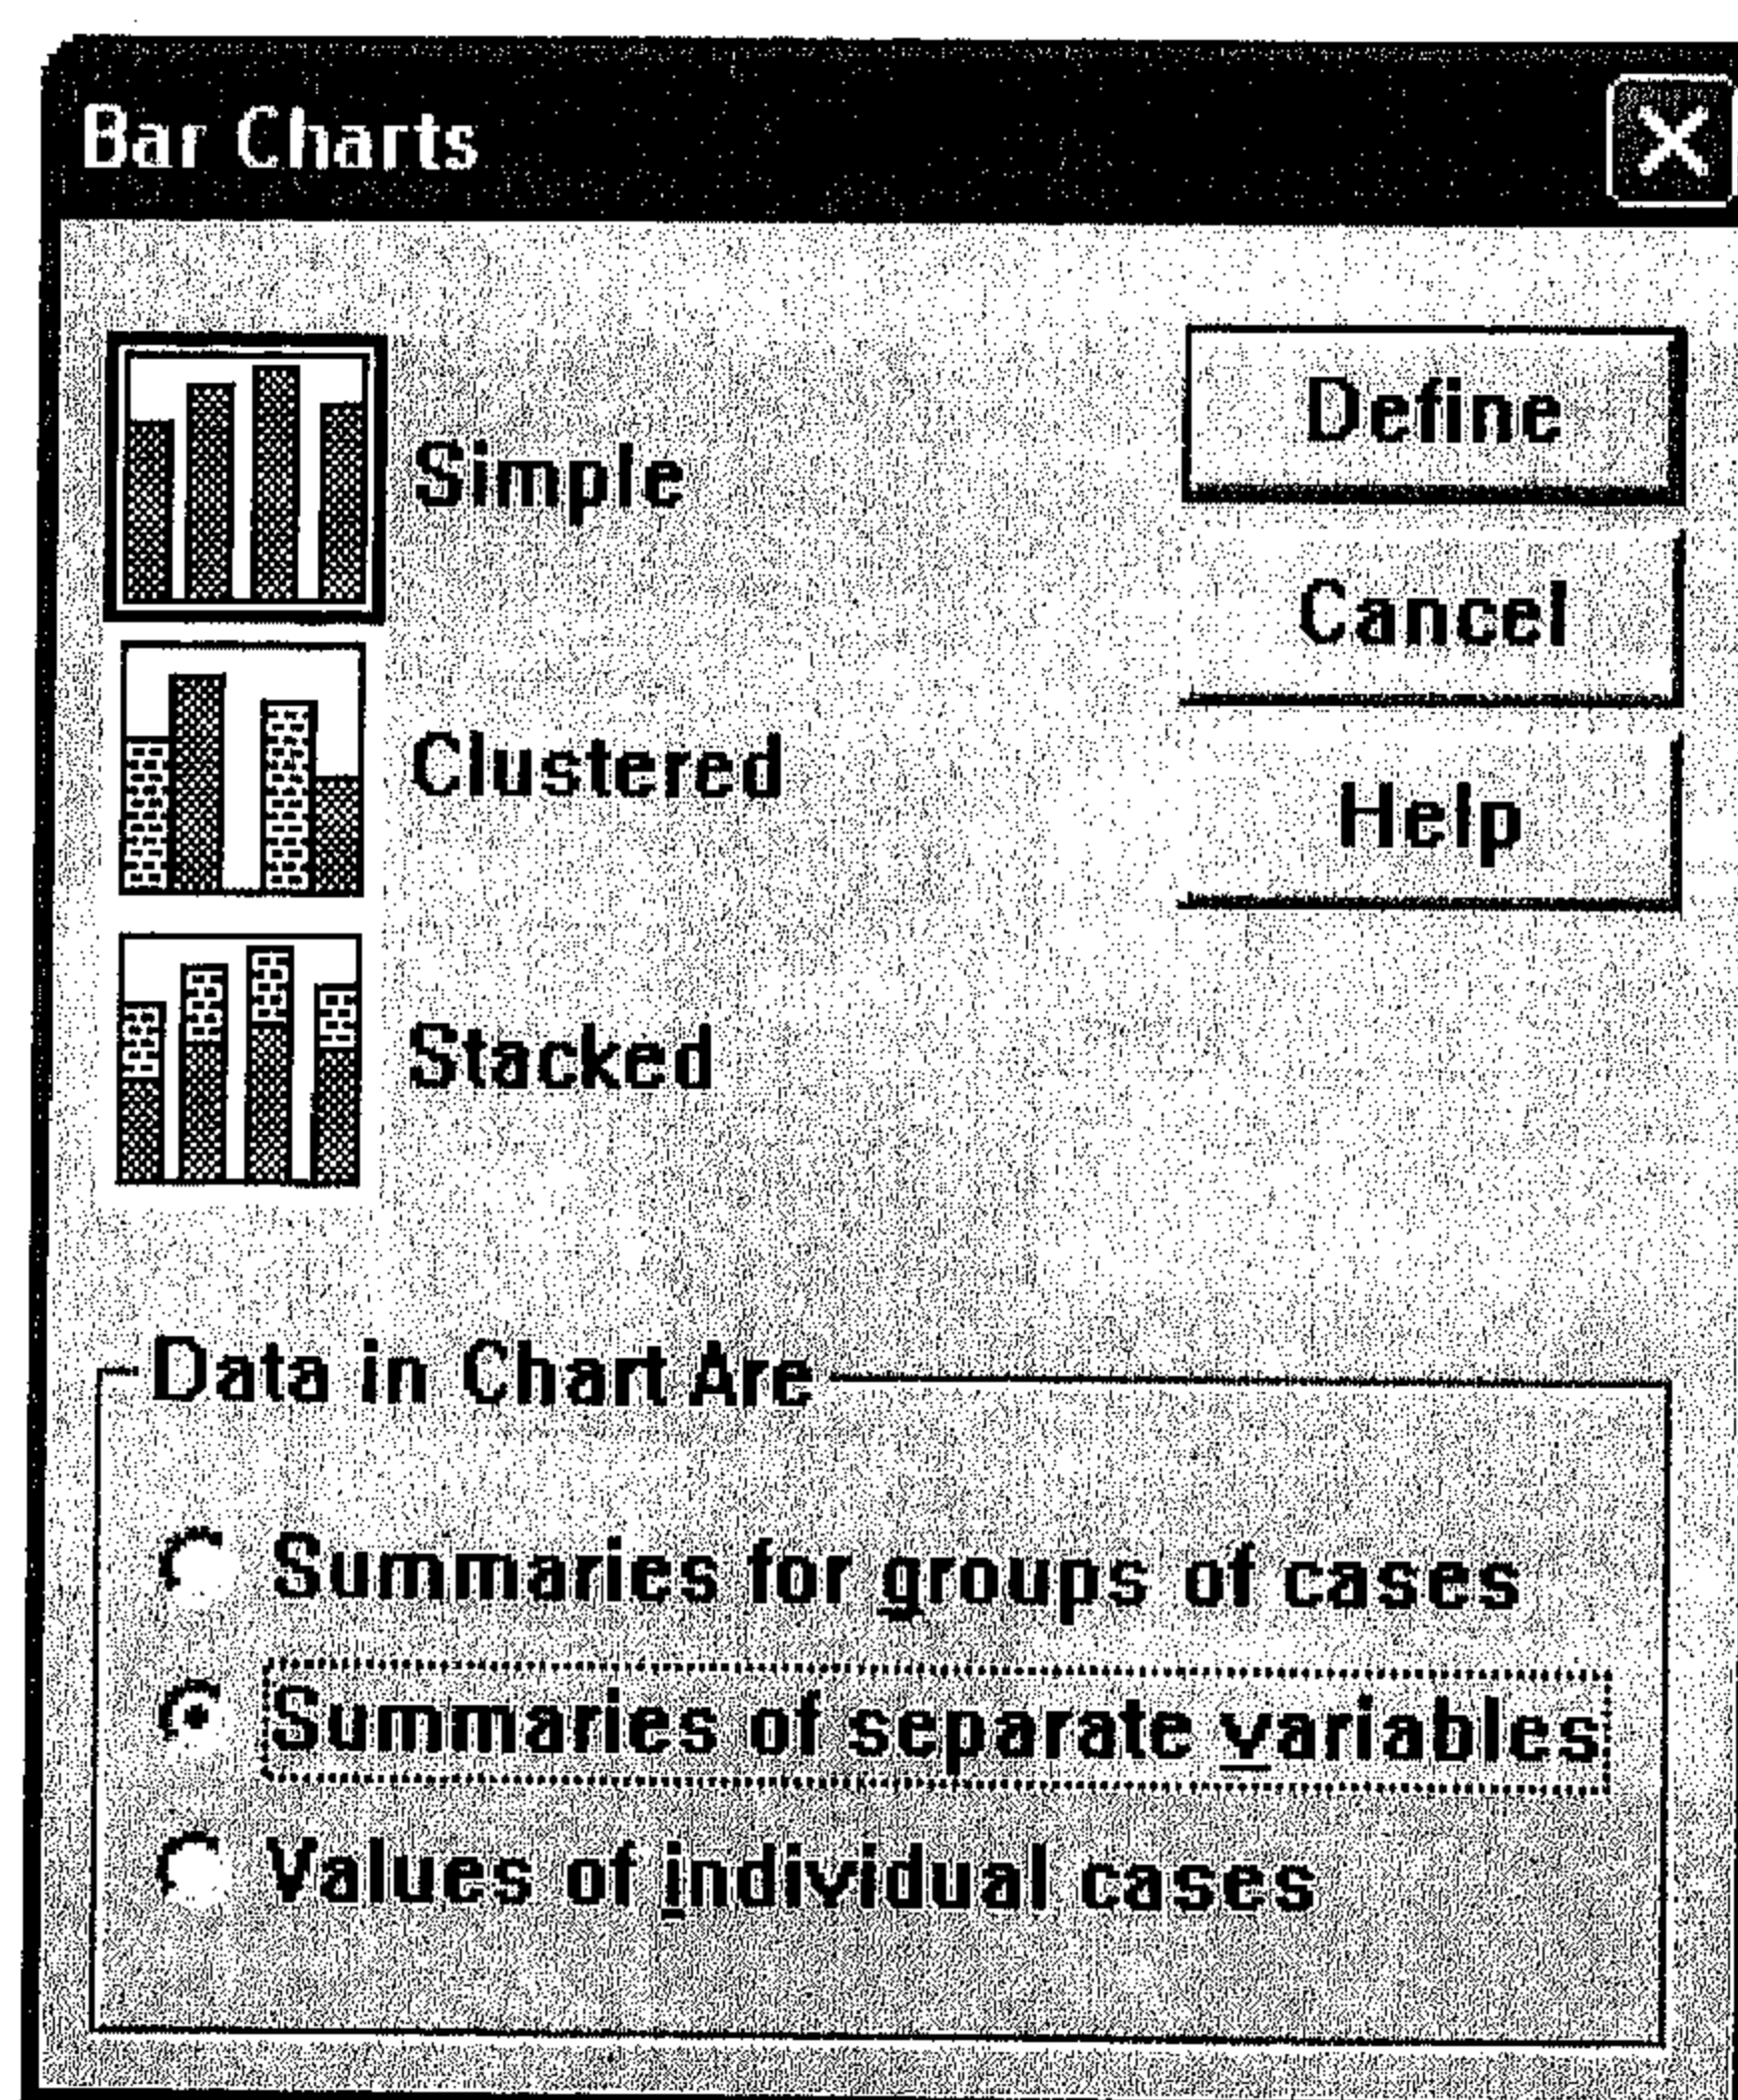 Bar Charts
Simple
Define
Cancel
Clustered
Help
Stacked
Data in Chart Are
Summaries for groups of cases
Summaries of separate variables
Values of individual cases